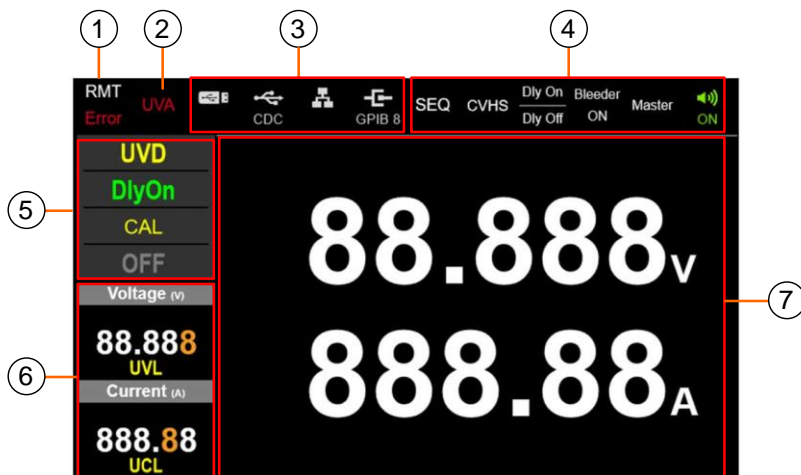 1
2
3
4
RMT
Error
UVA
CDC
GPIB 8
SEQ
CVHS
Dly On
Dly Off
Bleeder
ON
Master
ON
5
UVD
DlyOn
CAL
OFF
6
Voltage (V)
88.888
UVL
Current (A)
888.88
UCL
88.888 V
888.88 A
7